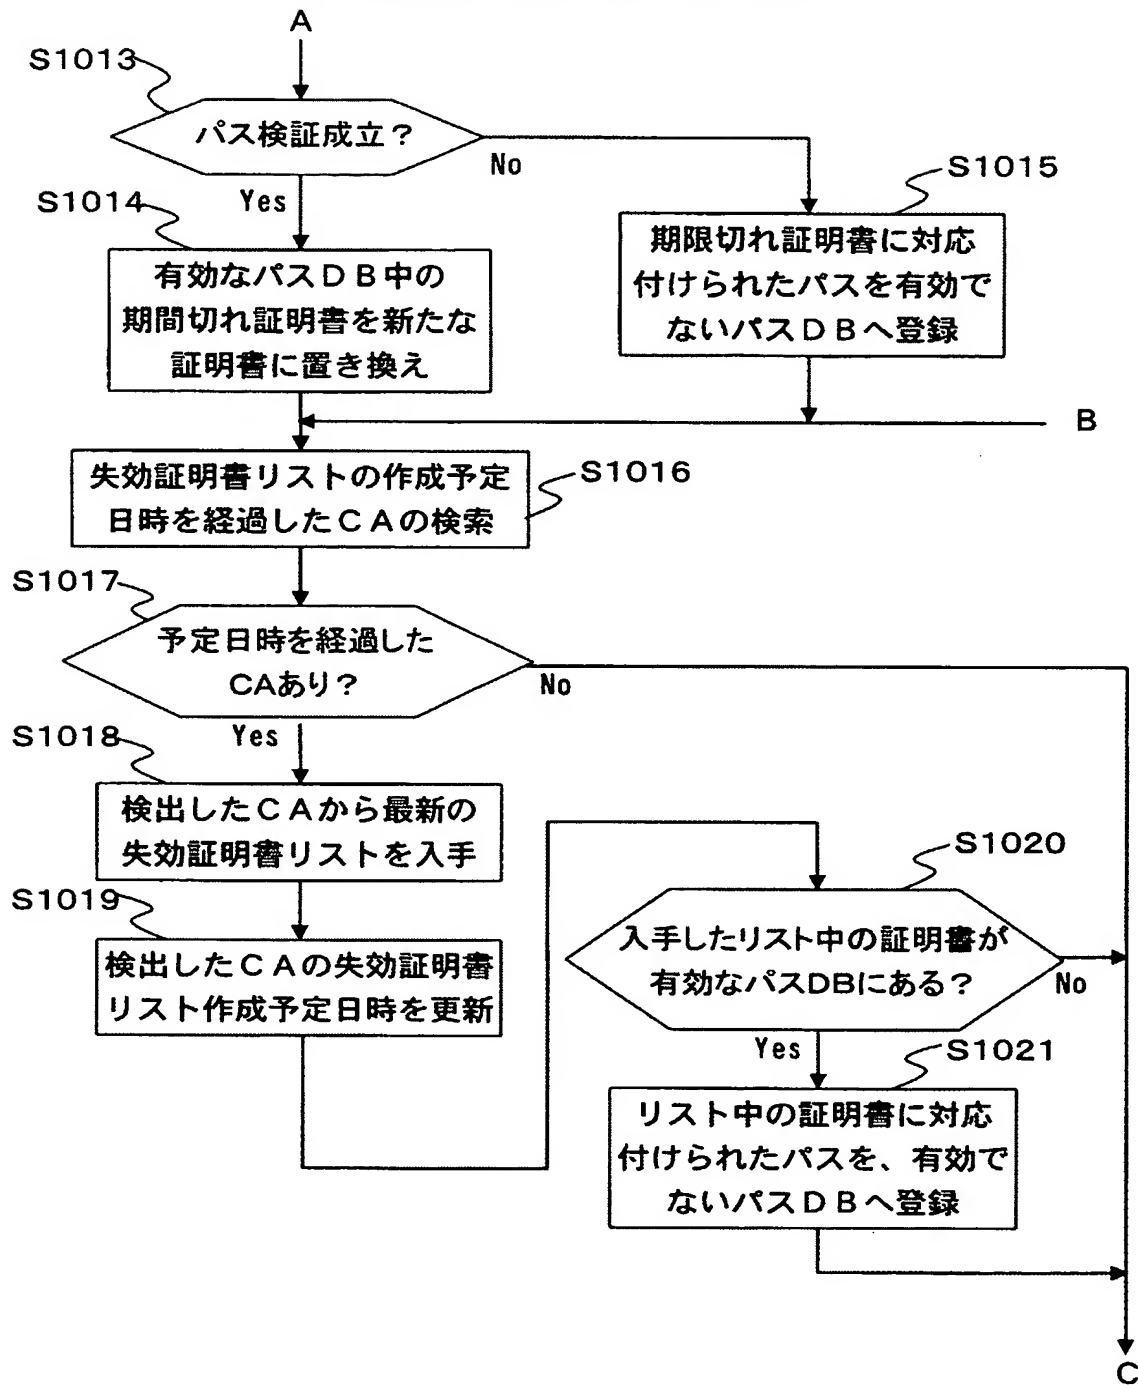 A
S1013
パス検証成立？
No
Yes
S1014
S1015
有効なパスＤＢ中の
期間切れ証明書を新たな
証明書に置き換え
期限切れ証明書に対応
付けられたパスを有効で
ないパスＤＢへ登録
B
失効証明書リストの作成予定
日時を経過したＣＡの検索
S1016
S1017
予定日時を経過した
CAあり？
No
Yes
S1018
検出したＣＡから最新の
失効証明書リストを入手
S1019
検出したＣＡの失効証明書
リスト作成予定日時を更新
S1020
入手したリスト中の証明書が
有効なパスDBにある？
No
Yes
S1021
リスト中の証明書に対応
付けられたパスを、有効で
ないパスＤＢへ登録
C